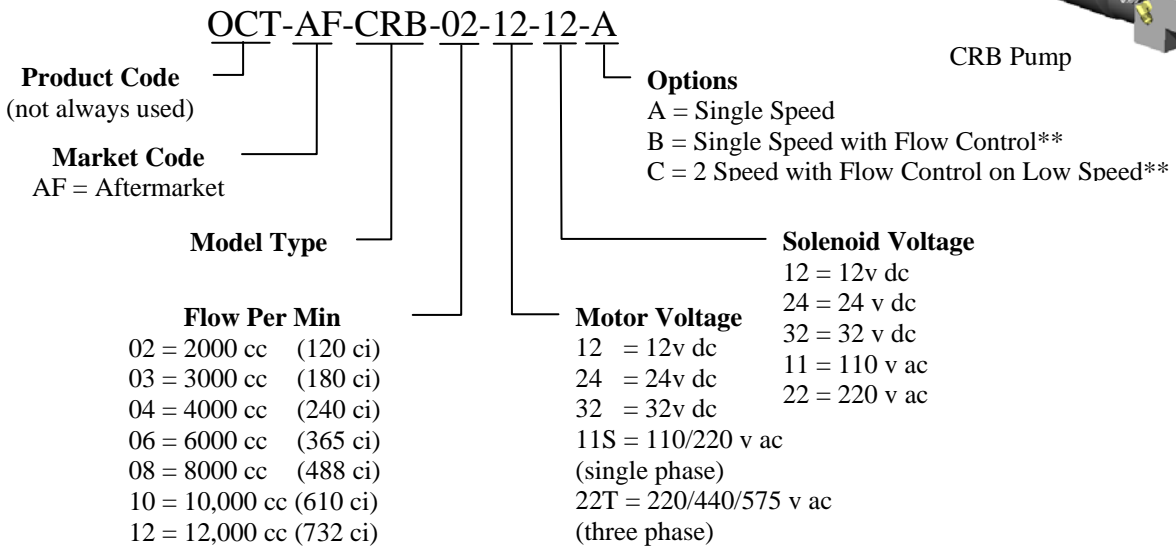 OCT-AF-CRB-02-12-12-A
CRB Pump
Product Code
(not always used)
Market Code
AF = Aftermarket
Model Type
Flow Per Min
02 = 2000 cc (120 ci)
03 = 3000 cc (180 ci)
04 = 4000 cc (240 ci)
06 = 6000 cc (365 ci)
08 = 8000 cc (488 ci)
10 = 10,000 cc (610 ci)
12 = 12,000 cc (732 ci)
Motor Voltage
12 = 12v dc
24 = 24v dc
32 = 32v dc
11S = 110/220 v ac
(single phase)
22T = 220/440/575 v ac
(three phase)
Solenoid Voltage
12 = 12v dc
24 = 24 v dc
32 = 32 v dc
11 = 110 v ac
22 = 220 v ac
Options
A = Single Speed
B = Single Speed with Flow Control**
C = 2 Speed with Flow Control on Low Speed**